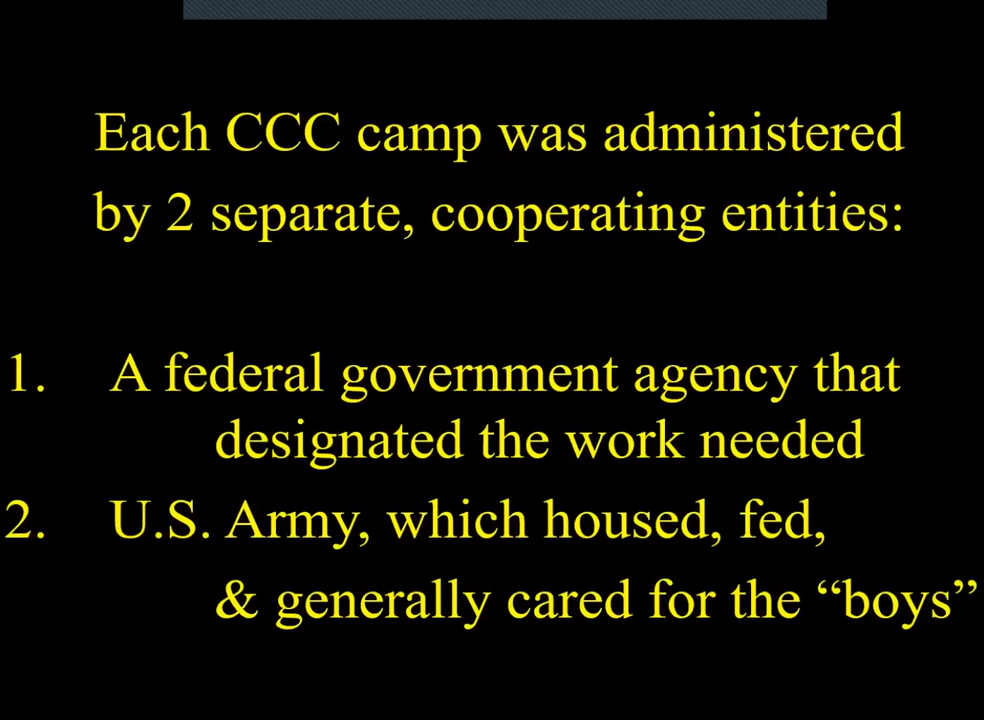 Each CCC camp was administered
by 2 separate, cooperating entities:
1. A federal government agency that
designated the work needed
2. U.S. Army, which housed, fed,
& generally cared for the “boys”